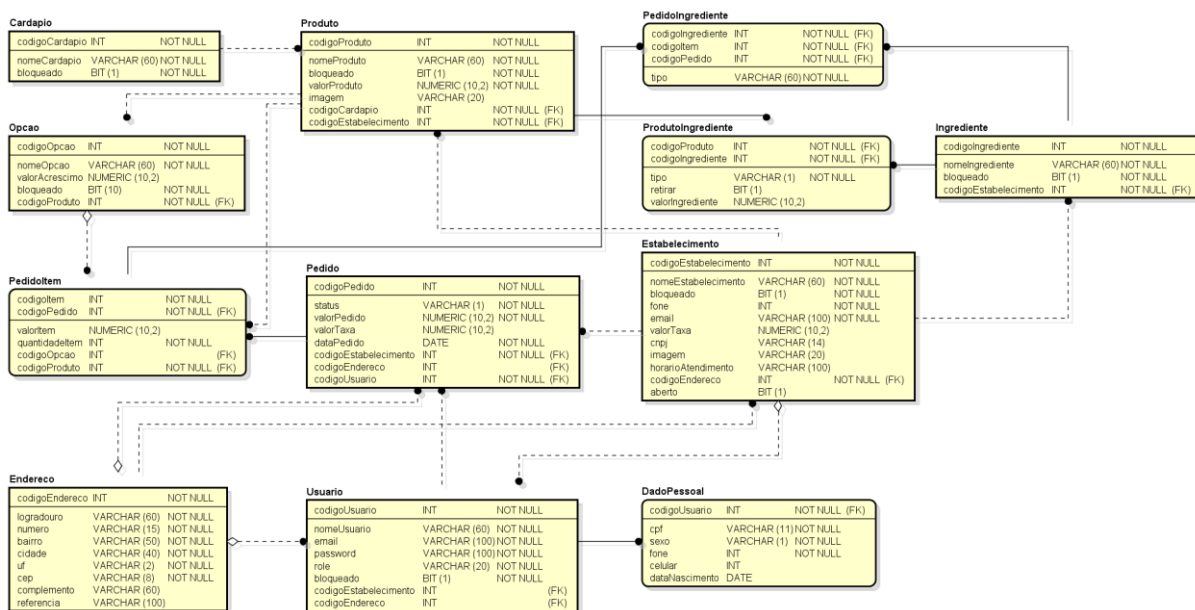 Cardapio
codigoCardapio INT NOT NULL
nomeCardapio VARCHAR (60) NOT NULL
bloqueado BIT (1) NOT NULL
Produto
codigoProduto INT NOT NULL
nomeProduto VARCHAR (60) NOT NULL
bloqueado BIT (1) NOT NULL
valorProduto NUMERIC (10,2) NOT NULL
imagem VARCHAR (20)
codigoCardapio INT NOT NULL (FK)
codigoEstabelecimento INT NOT NULL (FK)
PedidoIngrediente
codigoIngrediente INT NOT NULL (FK)
codigoItem INT NOT NULL (FK)
codigoPedido INT NOT NULL (FK)
tipo VARCHAR (60) NOT NULL
Opcao
codigoOpcao INT NOT NULL
nomeOpcao VARCHAR (60) NOT NULL
valorAcrescimo NUMERIC (10,2)
bloqueado BIT (10) NOT NULL
codigoProduto INT NOT NULL (FK)
ProdutoIngrediente
codigoProduto INT NOT NULL (FK)
codigoIngrediente INT NOT NULL (FK)
tipo VARCHAR (1) NOT NULL
retirar BIT (1)
valorIngrediente NUMERIC (10,2)
Ingrediente
codigoIngrediente INT NOT NULL
nomeIngrediente VARCHAR (60) NOT NULL
bloqueado BIT (1) NOT NULL
codigoEstabelecimento INT NOT NULL (FK)
PedidoItem
codigoItem INT NOT NULL
codigoPedido INT NOT NULL (FK)
valorItem NUMERIC (10,2)
quantidadeItem INT NOT NULL
codigoOpcao INT (FK)
codigoProduto INT NOT NULL (FK)
Pedido
codigoPedido INT NOT NULL
status VARCHAR (1) NOT NULL
valorPedido NUMERIC (10,2) NOT NULL
valorTaxa NUMERIC (10,2)
dataPedido DATE NOT NULL
codigoEstabelecimento INT NOT NULL (FK)
codigoEndereco INT (FK)
codigoUsuario INT NOT NULL (FK)
Estabelecimento
codigoEstabelecimento INT NOT NULL
nomeEstabelecimento VARCHAR (60) NOT NULL
bloqueado BIT (1) NOT NULL
fone INT NOT NULL
email VARCHAR (100) NOT NULL
valorTaxa NUMERIC (10,2)
cnpj VARCHAR (14)
imagem VARCHAR (20)
horarioAtendimento VARCHAR (100)
codigoEndereco INT NOT NULL (FK)
aberto BIT (1)
Endereco
codigoEndereco INT NOT NULL
logradouro VARCHAR (60) NOT NULL
numero VARCHAR (15) NOT NULL
bairro VARCHAR (50) NOT NULL
cidade VARCHAR (40) NOT NULL
uf VARCHAR (2) NOT NULL
cep VARCHAR (8) NOT NULL
complemento VARCHAR (60)
referencia VARCHAR (100)
Usuario
codigoUsuario INT NOT NULL
nomeUsuario VARCHAR (60) NOT NULL
email VARCHAR (100) NOT NULL
password VARCHAR (100) NOT NULL
role VARCHAR (20) NOT NULL
bloqueado BIT (1) NOT NULL
codigoEstabelecimento INT (FK)
codigoEndereco INT (FK)
DadoPessoal
codigoUsuario INT NOT NULL (FK)
cpf VARCHAR (11) NOT NULL
sexo VARCHAR (1) NOT NULL
fone INT NOT NULL
celular INT
dataNascimento DATE